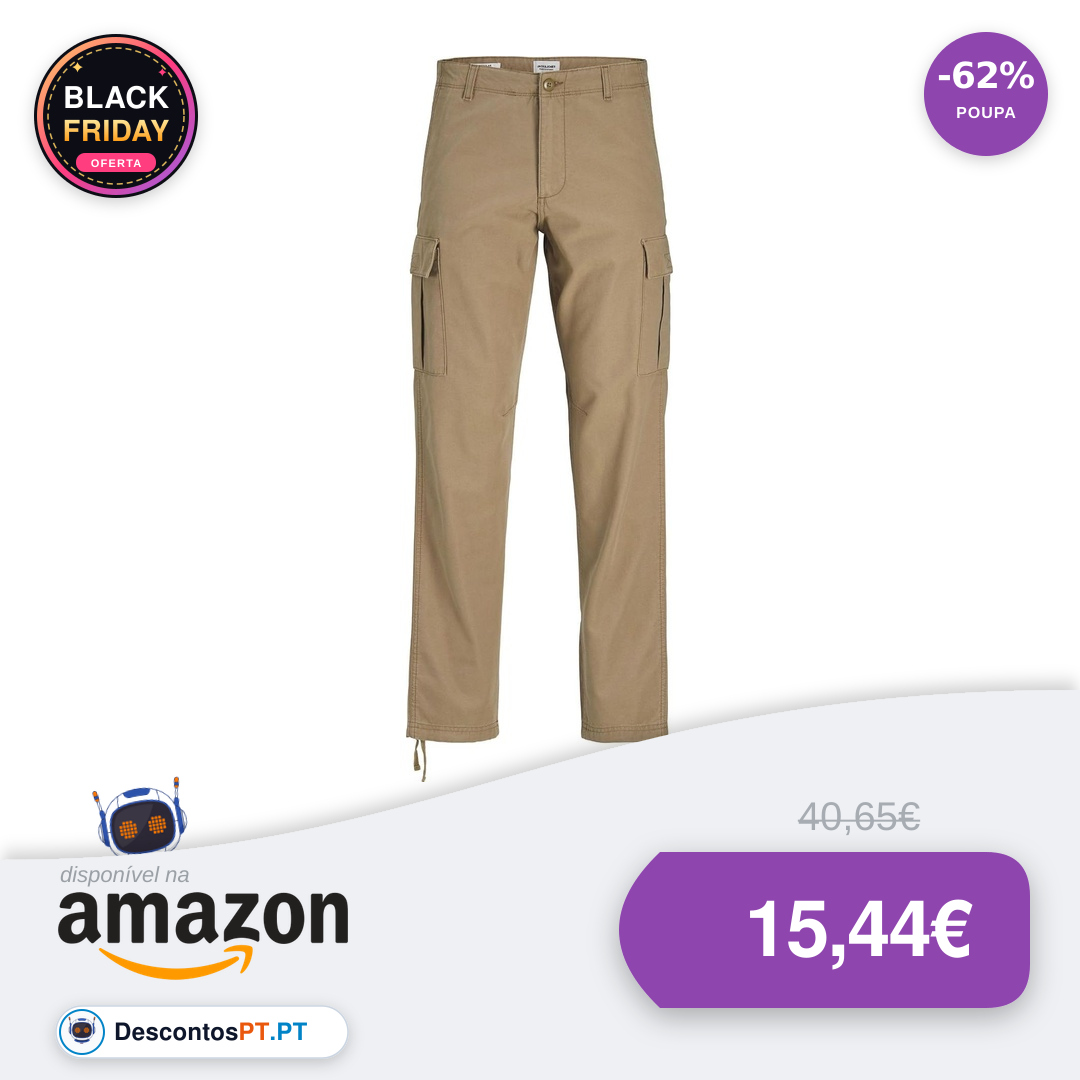 BLACK
FRIDAY
OFERTA
-62%
POUPA
40,65€
15,44€
disponível na
amazon
DescontosPT.PT